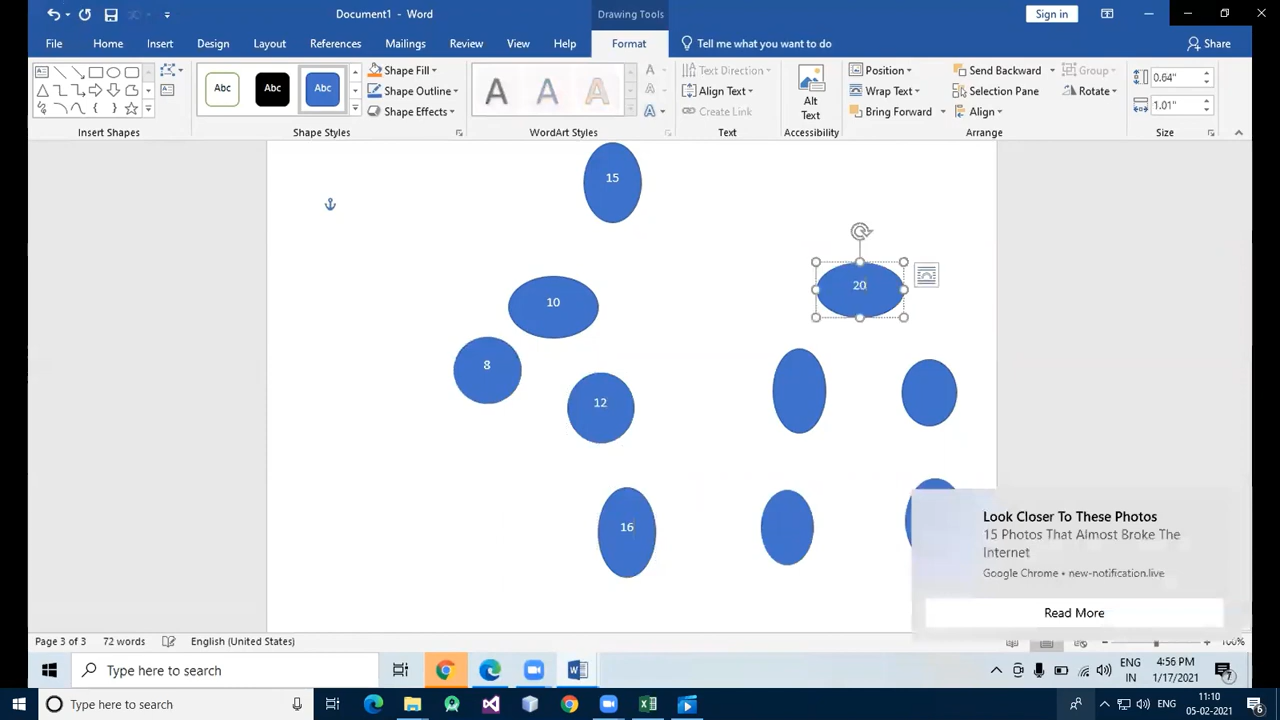 Document1 - Word
Drawing Tools
Sign in
File
Home
Insert
Design
Layout
References
Mailings
Review
View
Help
Format
Tell me what you want to do
Share
Abc
Abc
Abc
Shape Fill
Shape Outline
Shape Effects
A
A
A
A
A
A
Text Direction
Align Text
Create Link
Alt
Text
Position
Wrap Text
Bring Forward
Send Backward
Selection Pane
Align
Group
Rotate
0.64"
1.01"
Insert Shapes
Shape Styles
WordArt Styles
Text
Accessibility
Arrange
Size
15
20
10
8
12
16
Look Closer To These Photos
15 Photos That Almost Broke The
Internet
Google Chrome • new-notification.live
Read More
Page 3 of 3
72 words
English (United States)
100%
Type here to search
ENG
IN
4:56 PM
1/17/2021
7
Type here to search
ENG
11:10
05-02-2021
6